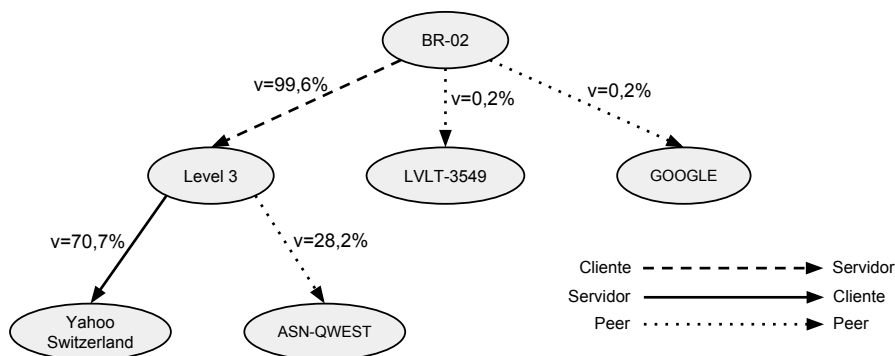 BR-02
v=99,6%
v=0,2%
v=0,2%
Level 3
LVLT-3549
GOOGLE
v=70,7%
v=28,2%
Cliente
Servidor
Servidor
Cliente
Peer
Peer
Yahoo
Switzerland
ASN-QWEST